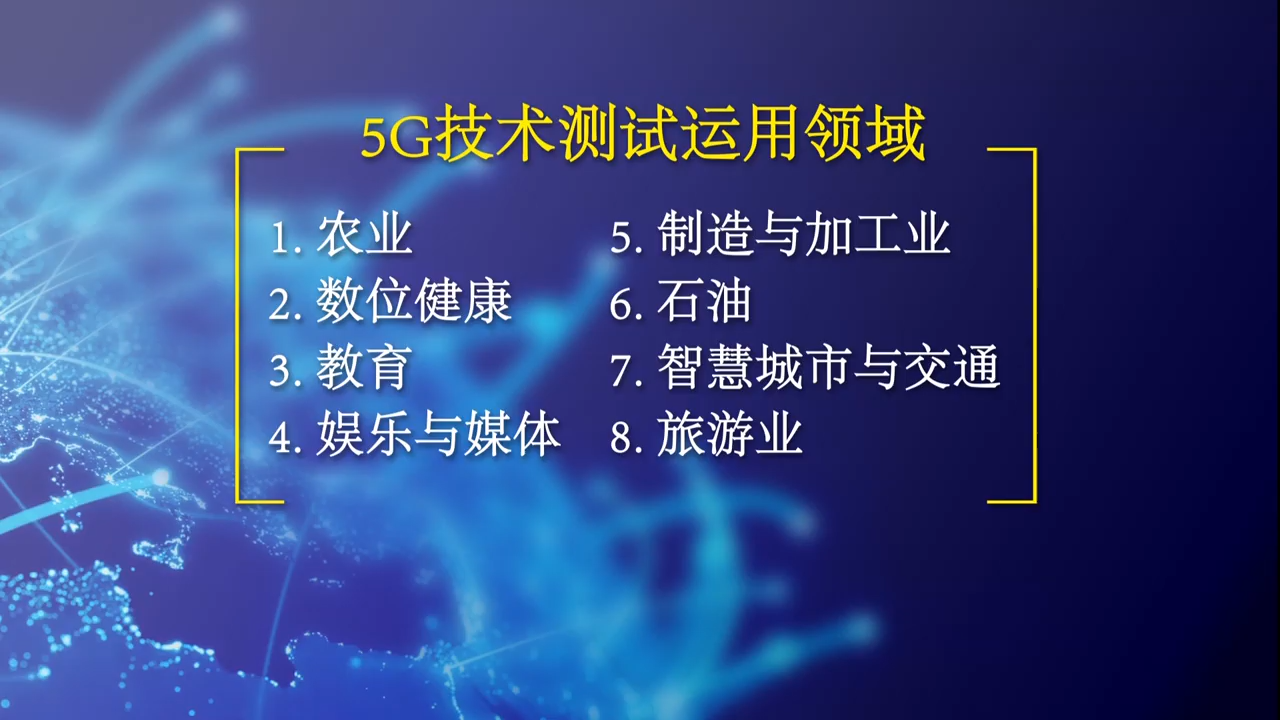 5G技术测试运用领域
1. 农业
2. 数位健康
3. 教育
4. 娱乐与媒体
5. 制造与加工业
6. 石油
7. 智慧城市与交通
8. 旅游业